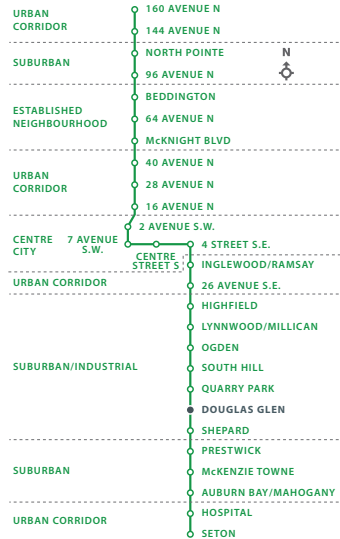 URBAN
CORRIDOR
160 AVENUE N
144 AVENUE N
SUBURBAN
NORTH POINTE
96 AVENUE N
N
ESTABLISHED
NEIGHBOURHOOD
BEDDINGTON
64 AVENUE N
McKNIGHT BLVD
URBAN
CORRIDOR
40 AVENUE N
28 AVENUE N
16 AVENUE N
CENTRE
CITY
2 AVENUE S.W.
7 AVENUE
S.W.
CENTRE
STREET S
4 STREET S.E.
INGLEWOOD/RAMSAY
URBAN CORRIDOR
26 AVENUE S.E.
SUBURBAN/INDUSTRIAL
HIGHFIELD
LYNNWOOD/MILLICAN
OGDEN
SOUTH HILL
QUARRY PARK
DOUGLAS GLEN
SHEPARD
SUBURBAN
PRESTWICK
McKENZIE TOWNE
AUBURN BAY/MAHOGANY
URBAN CORRIDOR
HOSPITAL
SETON